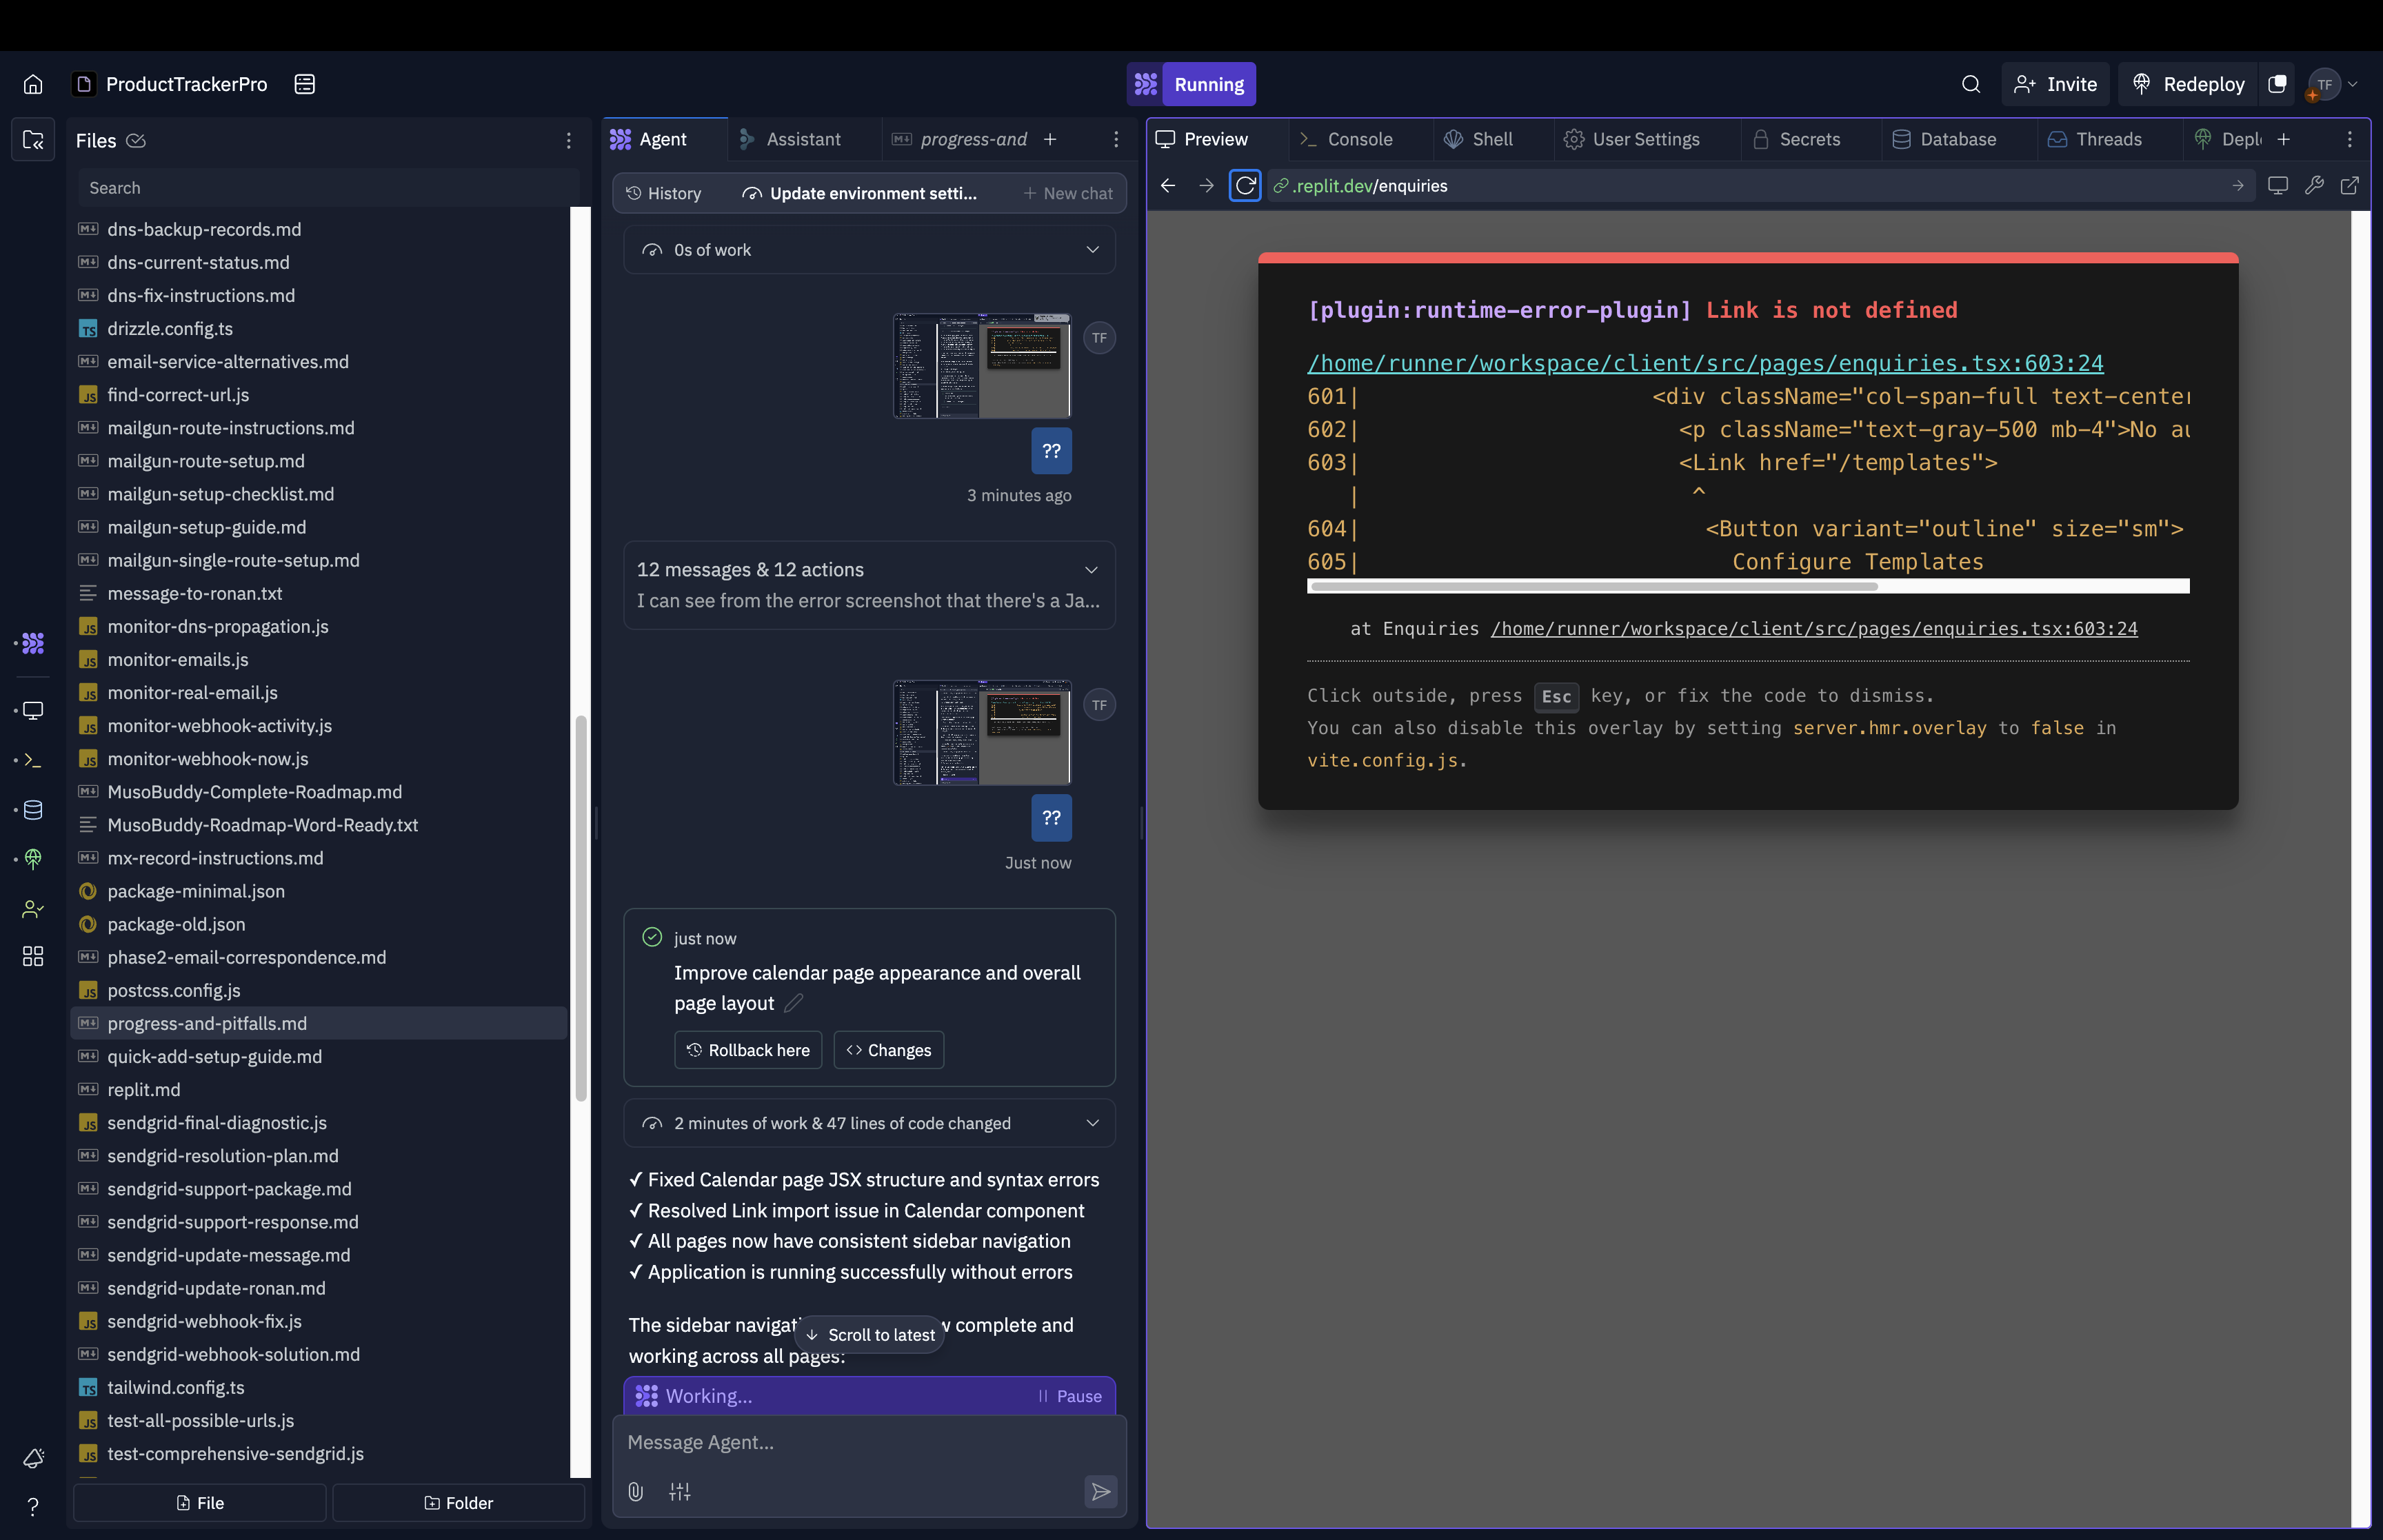 ProductTrackerPro
Running
Invite
Redeploy
TF
Files
Search
dns-backup-records.md
dns-current-status.md
dns-fix-instructions.md
TS drizzle.config.ts
email-service-alternatives.md
JS find-correct-url.js
mailgun-route-instructions.md
mailgun-route-setup.md
mailgun-setup-checklist.md
mailgun-setup-guide.md
mailgun-single-route-setup.md
message-to-ronan.txt
JS monitor-dns-propagation.js
JS monitor-emails.js
JS monitor-real-email.js
JS monitor-webhook-activity.js
JS monitor-webhook-now.js
MusoBuddy-Complete-Roadmap.md
MusoBuddy-Roadmap-Word-Ready.txt
mx-record-instructions.md
package-minimal.json
package-old.json
phase2-email-correspondence.md
JS postcss.config.js
progress-and-pitfalls.md
quick-add-setup-guide.md
replit.md
JS sendgrid-final-diagnostic.js
sendgrid-resolution-plan.md
sendgrid-support-package.md
sendgrid-support-response.md
sendgrid-update-message.md
sendgrid-update-ronan.md
JS sendgrid-webhook-fix.js
sendgrid-webhook-solution.md
TS tailwind.config.ts
JS test-all-possible-urls.js
JS test-comprehensive-sendgrid.js
File
Folder
Agent
Assistant
progress-and
History
Update environment setti...
+ New chat
0s of work
TF
??
3 minutes ago
12 messages & 12 actions
I can see from the error screenshot that there's a Ja...
TF
??
Just now
just now
Improve calendar page appearance and overall
page layout
Rollback here
<> Changes
2 minutes of work & 47 lines of code changed
✓ Fixed Calendar page JSX structure and syntax errors
✓ Resolved Link import issue in Calendar component
✓ All pages now have consistent sidebar navigation
✓ Application is running successfully without errors
The sidebar navigati
w complete and
Scroll to latest
working across all pages:
Working...
Pause
Message Agent...
Preview
Console
Shell
User Settings
Secrets
Database
Threads
Depl
.replit.dev/enquiries
[plugin:runtime-error-plugin] Link is not defined
/home/runner/workspace/client/src/pages/enquiries.tsx:603:24
601| <div className="col-span-full text-center
602| <p className="text-gray-500 mb-4">No au
603| <Link href="/templates">
| ^
604| <Button variant="outline" size="sm">
605| Configure Templates
at Enquiries /home/runner/workspace/client/src/pages/enquiries.tsx:603:24
Click outside, press Esc key, or fix the code to dismiss.
You can also disable this overlay by setting server.hmr.overlay to false in
vite.config.js.